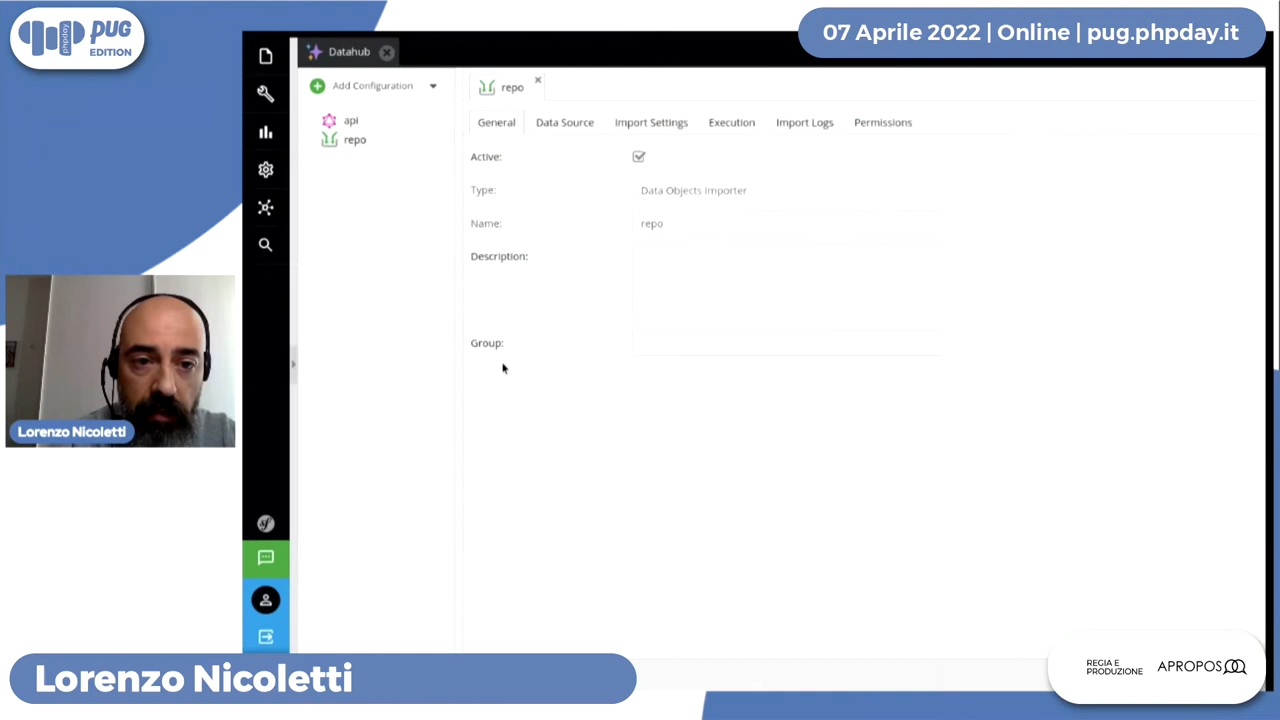 phpday
PUG
EDITION
07 Aprile 2022 | Online | pug.phpday.it
Datahub
Add Configuration
api
repo
repo
General
Data Source
Import Settings
Execution
Import Logs
Permissions
Active:
Type:
Data Objects Importer
Name:
repo
Description:
Group:
sf
Lorenzo Nicoletti
Lorenzo Nicoletti
REGIA E
PRODUZIONE
APROPOS